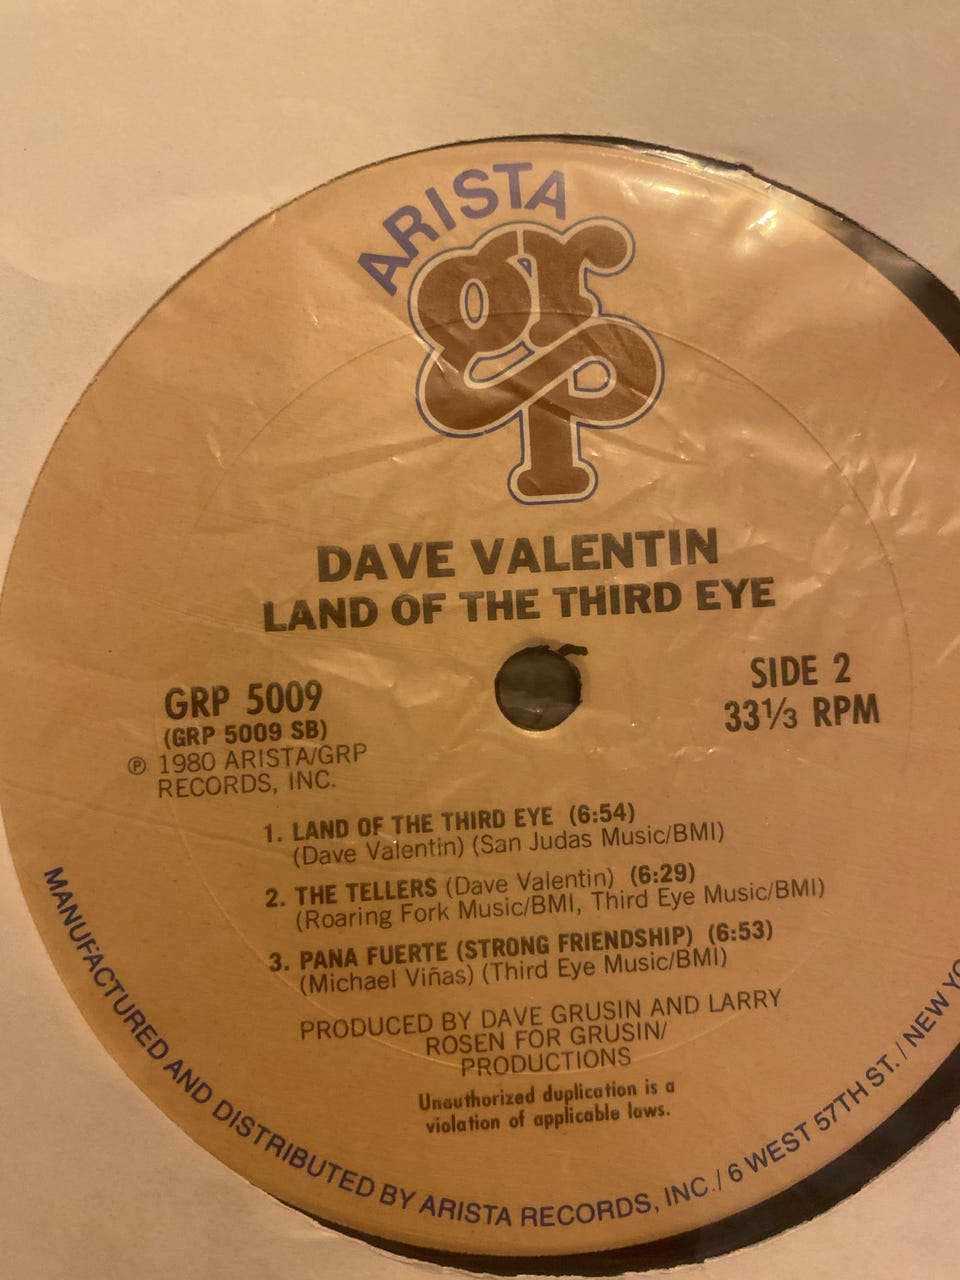 ARISTA
grp
DAVE VALENTIN
LAND OF THE THIRD EYE
GRP 5009
(GRP 5009 SB)
Ⓟ 1980 ARISTA/GRP
RECORDS, INC.
SIDE 2
33⅓ RPM
1. LAND OF THE THIRD EYE (6:54)
(Dave Valentin) (San Judas Music/BMI)
2. THE TELLERS (Dave Valentin) (6:29)
(Roaring Fork Music/BMI, Third Eye Music/BMI)
3. PANA FUERTE (STRONG FRIENDSHIP) (6:53)
(Michael Viñas) (Third Eye Music/BMI)
PRODUCED BY DAVE GRUSIN AND LARRY
ROSEN FOR GRUSIN/
PRODUCTIONS
Unauthorized duplication is a
violation of applicable laws.
MANUFACTURED AND DISTRIBUTED BY ARISTA RECORDS, INC./ 6 WEST 57TH ST. / NEW